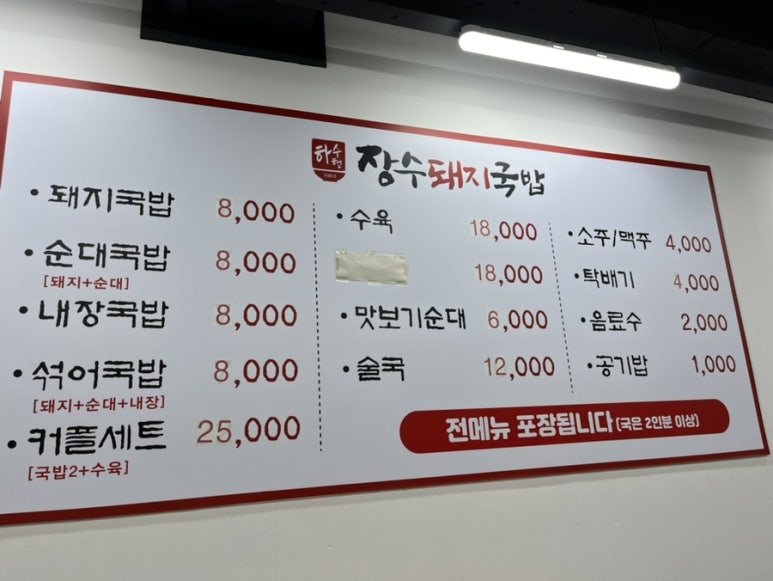 하수형
장수돼지국밥
• 돼지국밥 8,000
• 순대국밥 8,000
[돼지+순대]
• 내장국밥 8,000
• 섞어국밥 8,000
[돼지+순대+내장]
• 커플세트 25,000
[국밥2+수육]
• 수육 18,000
18,000
• 맛보기순대 6,000
• 술국 12,000
• 소주/맥주 4,000
• 탁배기 4,000
• 음료수 2,000
• 공기밥 1,000
전메뉴 포장됩니다 (국은 2인분 이상)